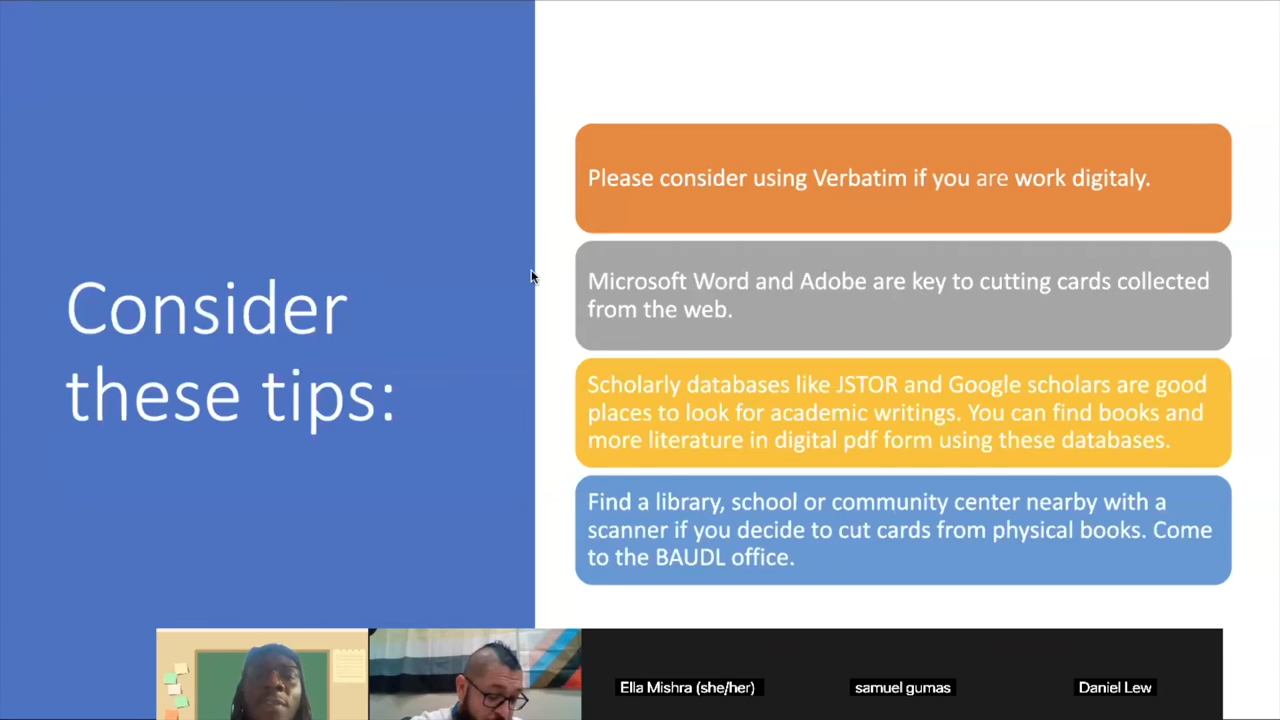 Consider
these tips:
Please consider using Verbatim if you are work digitaly.
Microsoft Word and Adobe are key to cutting cards collected
from the web.
Scholarly databases like JSTOR and Google scholars are good
places to look for academic writings. You can find books and
more literature in digital pdf form using these databases.
Find a library, school or community center nearby with a
scanner if you decide to cut cards from physical books. Come
to the BAUDL office.
Ella Mishra (she/her)
samuel gumas
Daniel Lew